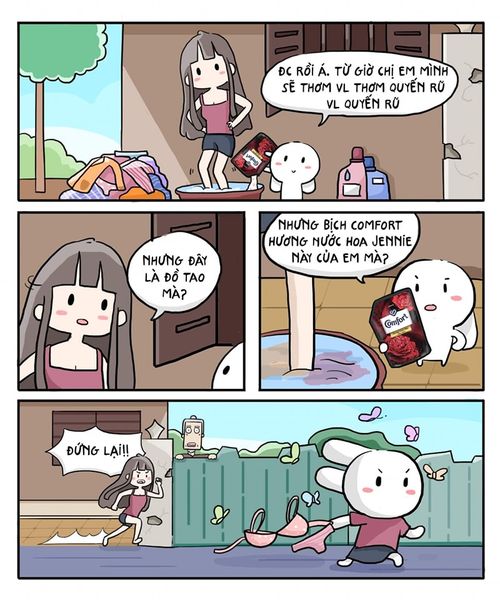 ĐC RỒI Á. TỪ GIỜ CHỊ EM MÌNH
SẼ THƠM VL THƠM QUYẾN RŨ
VL QUYẾN RŨ
Comfort
NHƯNG ĐÂY
LÀ ĐỒ TAO
MÀ?
NHƯNG BỊCH COMFORT
HƯƠNG NƯỚC HOA JENNIE
NÀY CỦA EM MÀ?
Comfort
ĐỨNG LẠI!!